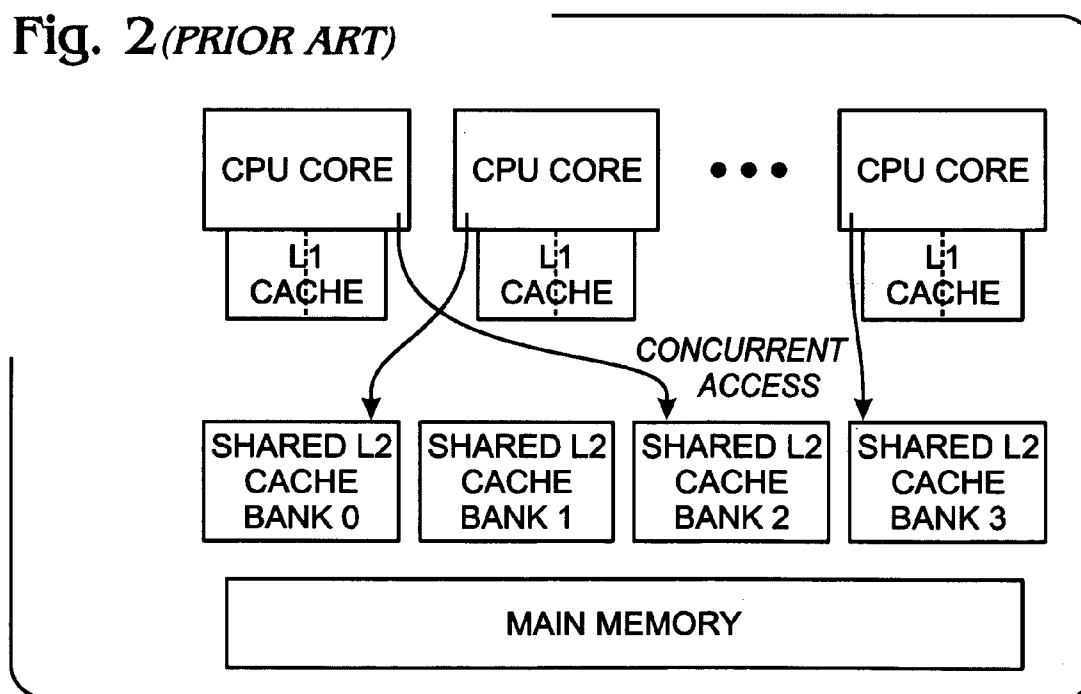 Fig. 2 (PRIOR ART)
CPU CORE
CPU CORE
CPU CORE
L1
CACHE
L1
CACHE
L1
CACHE
CONCURRENT
ACCESS
SHARED L2
CACHE
BANK 0
SHARED L2
CACHE
BANK 1
SHARED L2
CACHE
BANK 2
SHARED L2
CACHE
BANK 3
MAIN MEMORY